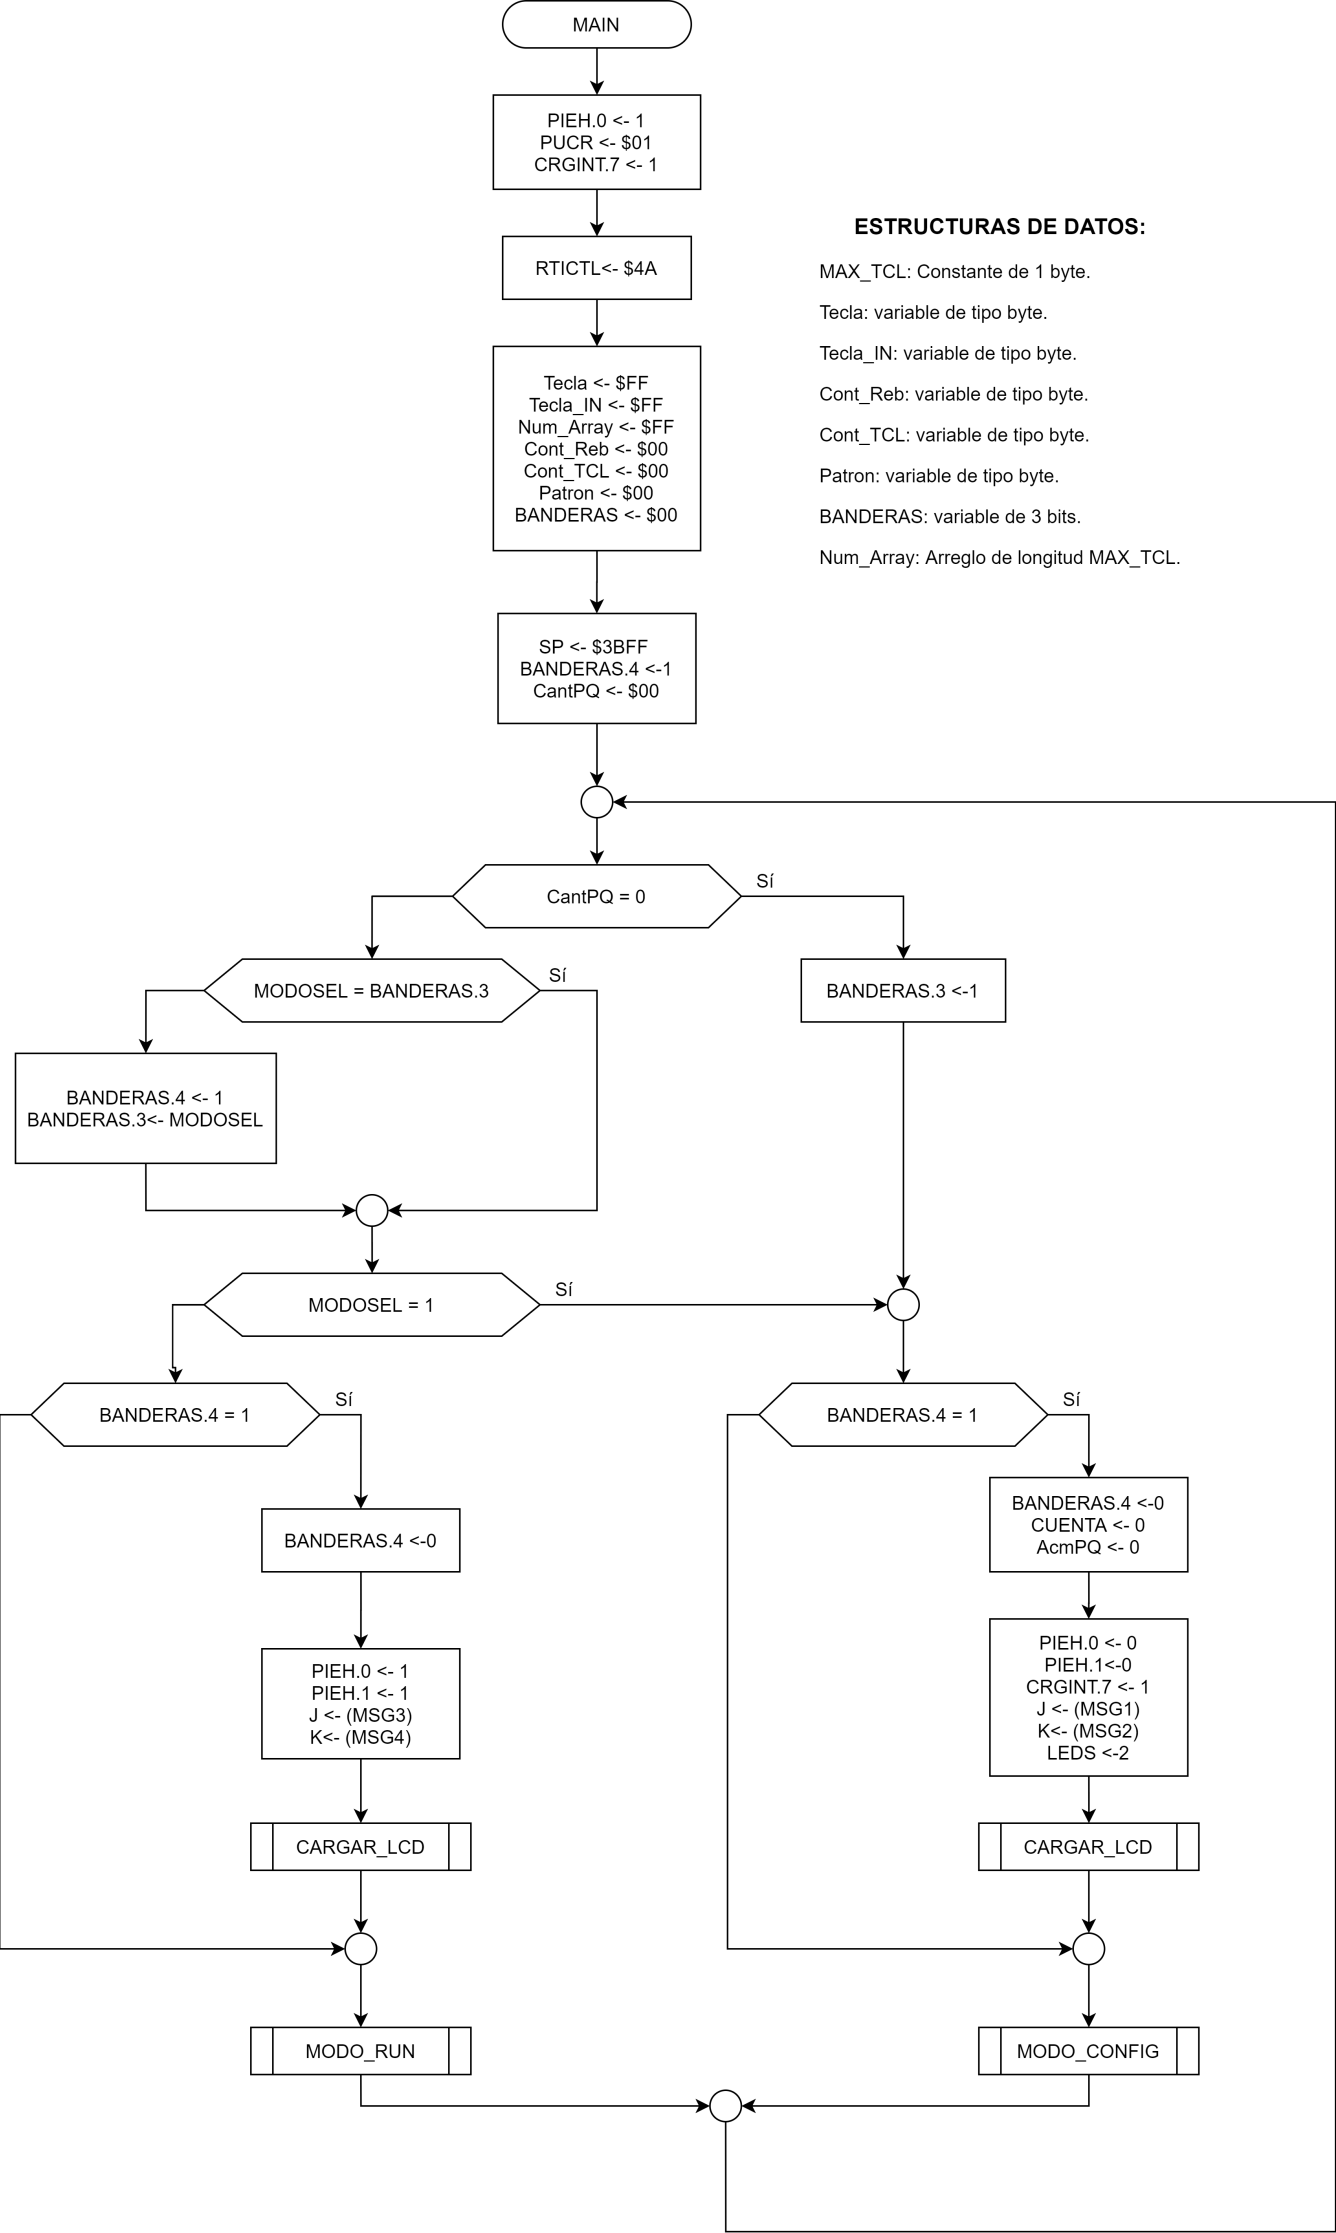 MAIN
PIEH.0 <- 1
PUCR <- $01
CRGINT.7 <- 1
RTICTL<- $4A
ESTRUCTURAS DE DATOS:
MAX_TCL: Constante de 1 byte.
Tecla: variable de tipo byte.
Tecla_IN: variable de tipo byte.
Cont_Reb: variable de tipo byte.
Cont_TCL: variable de tipo byte.
Patron: variable de tipo byte.
BANDERAS: variable de 3 bits.
Num_Array: Arreglo de longitud MAX_TCL.
Tecla <- $FF
Tecla_IN <- $FF
Num_Array <- $FF
Cont_Reb <- $00
Cont_TCL <- $00
Patron <- $00
BANDERAS <- $00
SP <- $3BFF
BANDERAS.4 <-1
CantPQ <- $00
CantPQ = 0
Sí
MODOSEL = BANDERAS.3
Sí
BANDERAS.3 <-1
BANDERAS.4 <- 1
BANDERAS.3<- MODOSEL
MODOSEL = 1
Sí
BANDERAS.4 = 1
Sí
BANDERAS.4 = 1
Sí
BANDERAS.4 <-0
BANDERAS.4 <-0
CUENTA <- 0
AcmPQ <- 0
PIEH.0 <- 1
PIEH.1 <- 1
J <- (MSG3)
K<- (MSG4)
PIEH.0 <- 0
PIEH.1<-0
CRGINT.7 <- 1
J <- (MSG1)
K<- (MSG2)
LEDS <-2
CARGAR_LCD
CARGAR_LCD
MODO_RUN
MODO_CONFIG